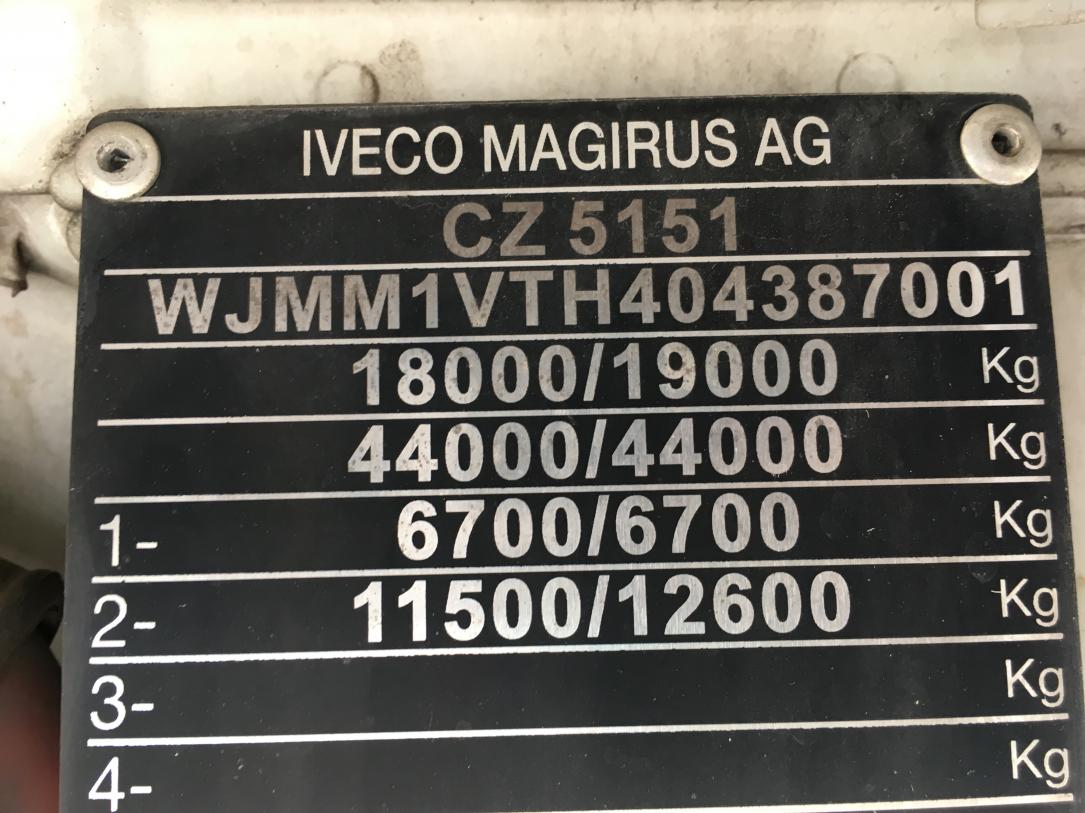 IVECO MAGIRUS AG
CZ 5151
WJMM1VTH404387001
18000/19000 Kg
44000/44000 Kg
1- 6700/6700 Kg
2- 11500/12600 Kg
3- Kg
4- Kg